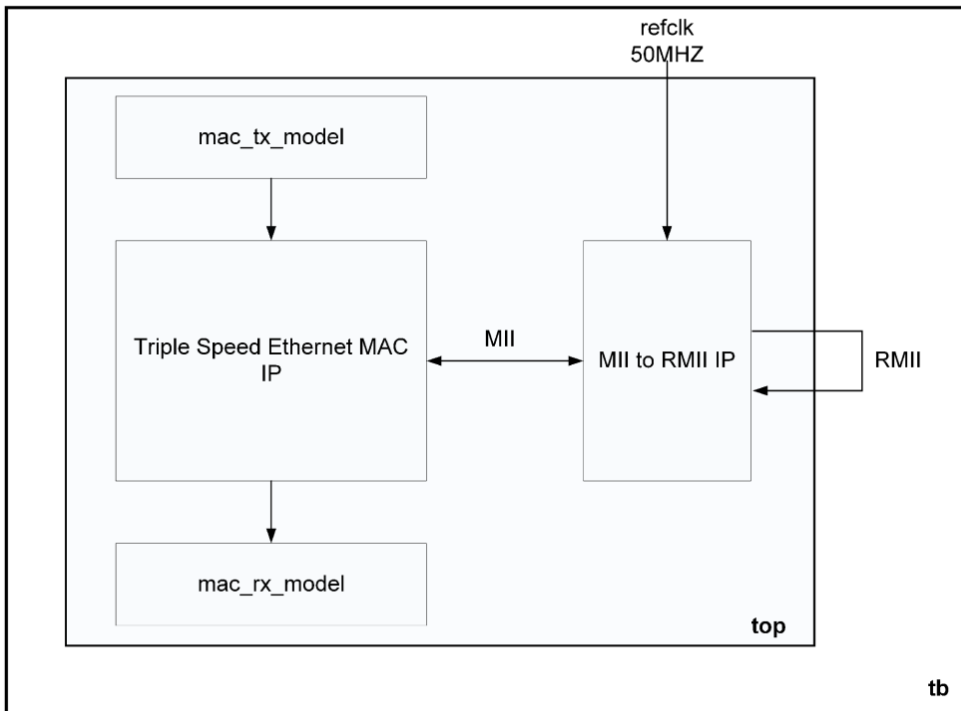 refclk
50MHZ
mac_tx_model
Triple Speed Ethernet MAC
IP
MII
MII to RMII IP
RMII
mac_rx_model
top
tb